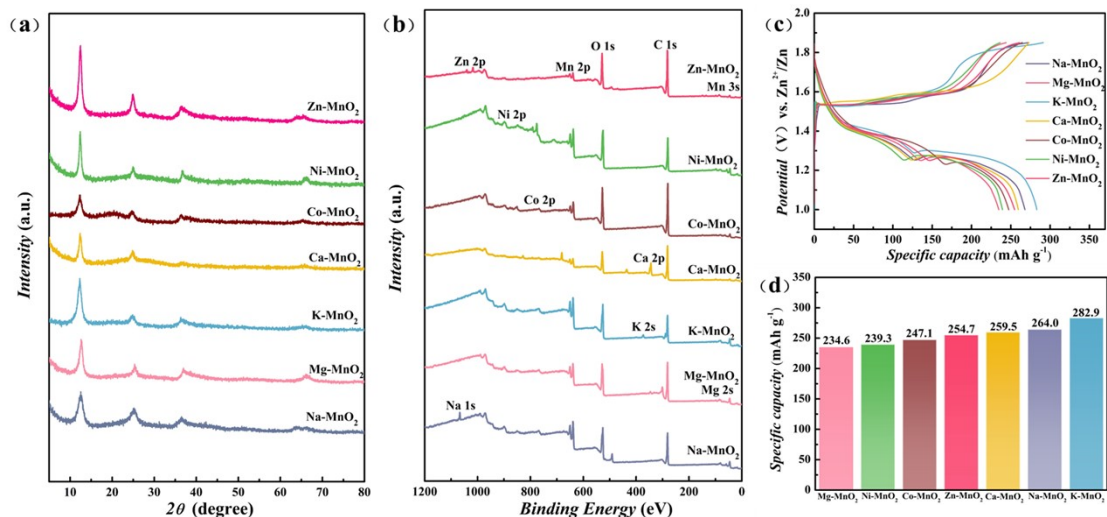 (a)
Intensity (a.u.)
Zn-MnO₂
Ni-MnO₂
Co-MnO₂
Ca-MnO₂
K-MnO₂
Mg-MnO₂
Na-MnO₂
10 20 30 40 50 60 70 80
2θ (degree)
(b)
Intensity (a.u.)
O 1s C 1s
Zn 2p Mn 2p Zn-MnO₂
Mn 3s
Ni 2p
Ni-MnO₂
Co 2p
Co-MnO₂
Ca 2p Ca-MnO₂
K 2s K-MnO₂
Mg-MnO₂
Mg 2s
Na 1s
Na-MnO₂
1200 1000 800 600 400 200 0
Binding Energy (eV)
(c)
Potential (V) vs. Zn²⁺/Zn
2.0
1.8
1.6
1.4
1.2
1.0
Na-MnO₂
Mg-MnO₂
K-MnO₂
Ca-MnO₂
Co-MnO₂
Ni-MnO₂
Zn-MnO₂
0 50 100 150 200 250 300 350
Specific capacity (mAh g⁻¹)
(d)
Specific capacity (mAh g⁻¹)
350
300
250
200
150
100
50
0
234.6 239.3 247.1 254.7 259.5 264.0 282.9
Mg-MnO₂ Ni-MnO₂ Co-MnO₂ Zn-MnO₂ Ca-MnO₂ Na-MnO₂ K-MnO₂